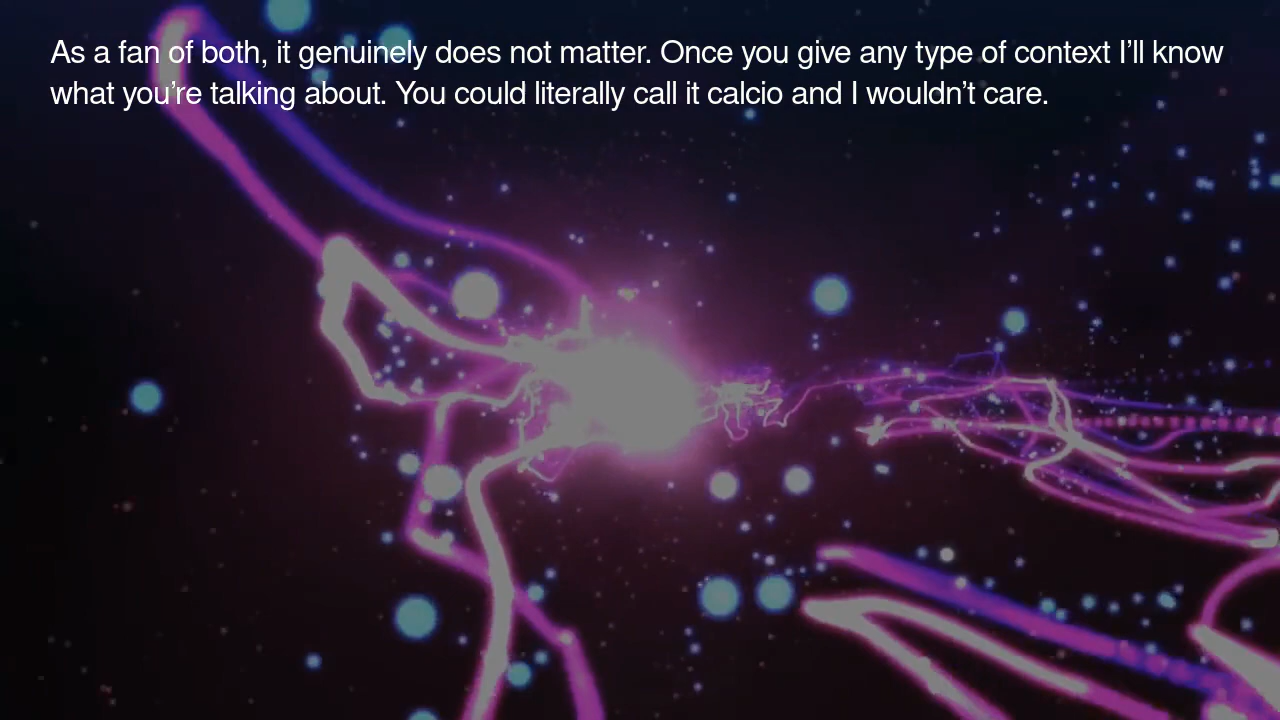 As a fan of both, it genuinely does not matter. Once you give any type of context I’ll know
what you’re talking about. You could literally call it calcio and I wouldn’t care.